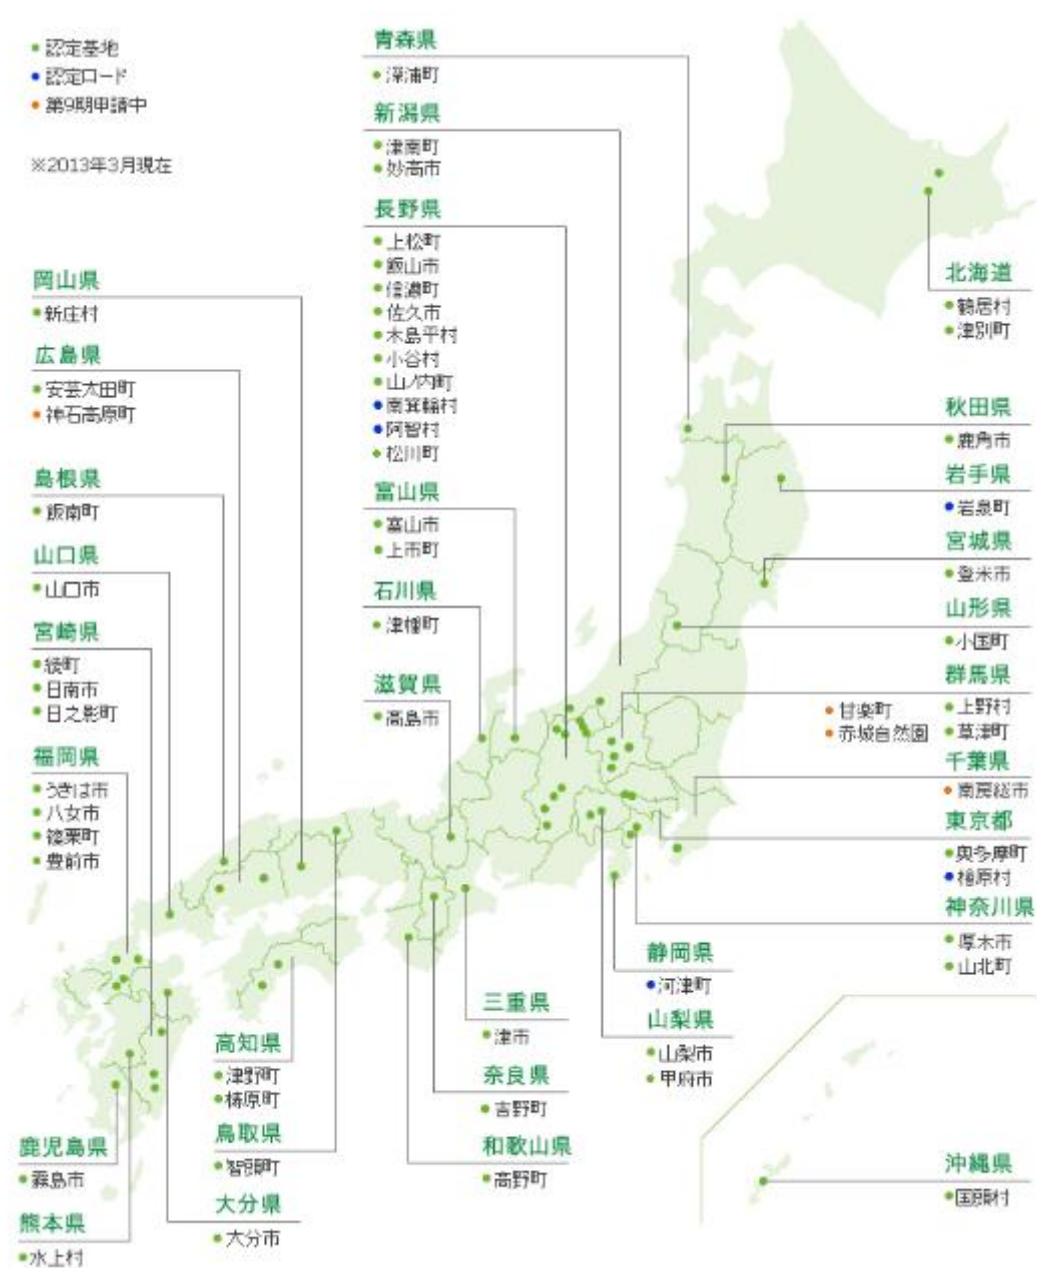 認定基地
認定ロード
第9期申請中
※2013年3月現在
岡山県
新庄村
広島県
安芸太田町
神石高原町
島根県
飯南町
山口県
山口市
宮崎県
綾町
日南市
日之影町
福岡県
うきは市
八女市
篠栗町
豊前市
鹿児島県
霧島市
熊本県
水上村
青森県
深浦町
新潟県
津南町
妙高市
長野県
上松町
飯山市
信濃町
佐久市
木島平村
小谷村
山ノ内町
南箕輪村
阿智村
松川町
富山県
富山市
上市町
石川県
津幡町
滋賀県
高島市
高知県
津野町
梼原町
鳥取県
智頭町
大分県
大分市
三重県
津市
奈良県
吉野町
和歌山県
高野町
静岡県
河津町
山梨県
山梨市
甲府市
北海道
鶴居村
津別町
秋田県
鹿角市
岩手県
岩泉町
宮城県
登米市
山形県
小国町
群馬県
甘楽町 上野村
赤城自然園 草津町
千葉県
南房総市
東京都
奥多摩町
檜原村
神奈川県
厚木市
山北町
沖縄県
国頭村